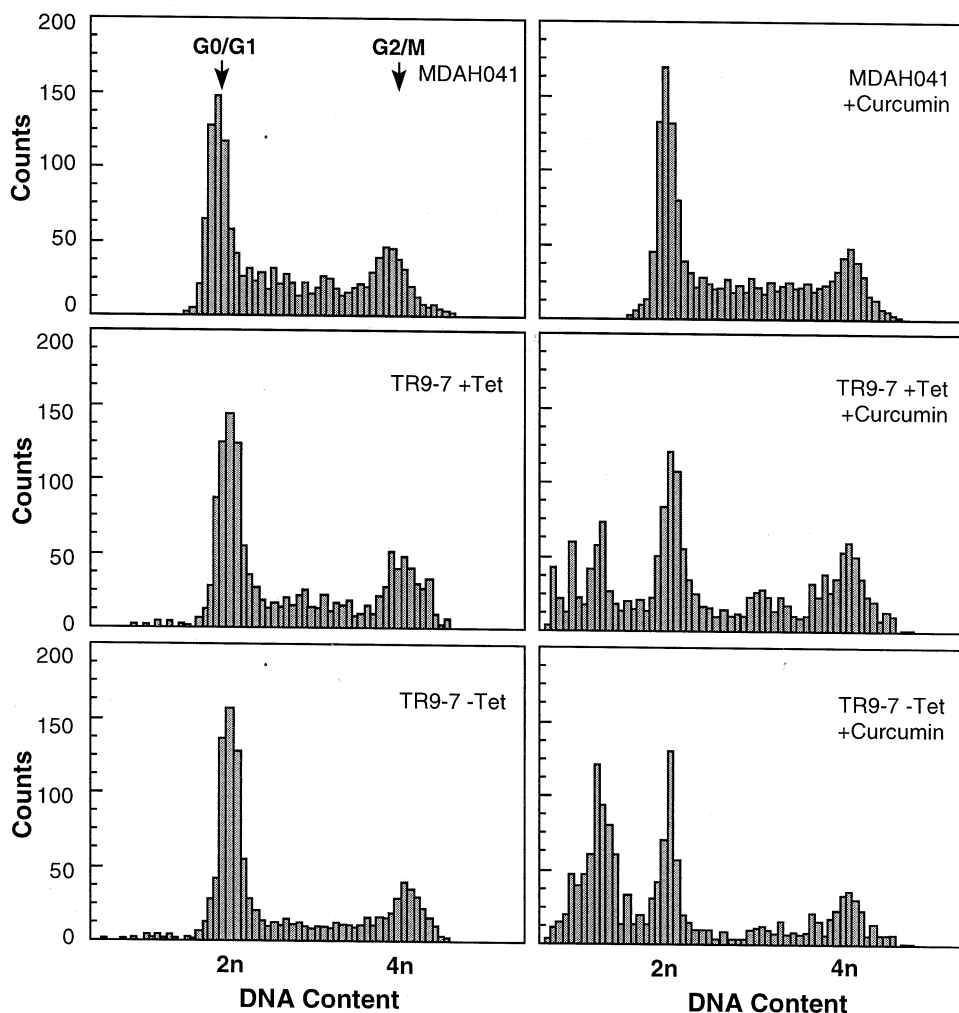 200
150
100
50
0
Counts
G0/G1
G2/M
MDAH041
MDAH041
+Curcumin
200
150
100
50
0
Counts
TR9-7 +Tet
TR9-7 +Tet
+Curcumin
200
150
100
50
0
Counts
TR9-7 -Tet
TR9-7 -Tet
+Curcumin
2n
4n
2n
4n
DNA Content
DNA Content